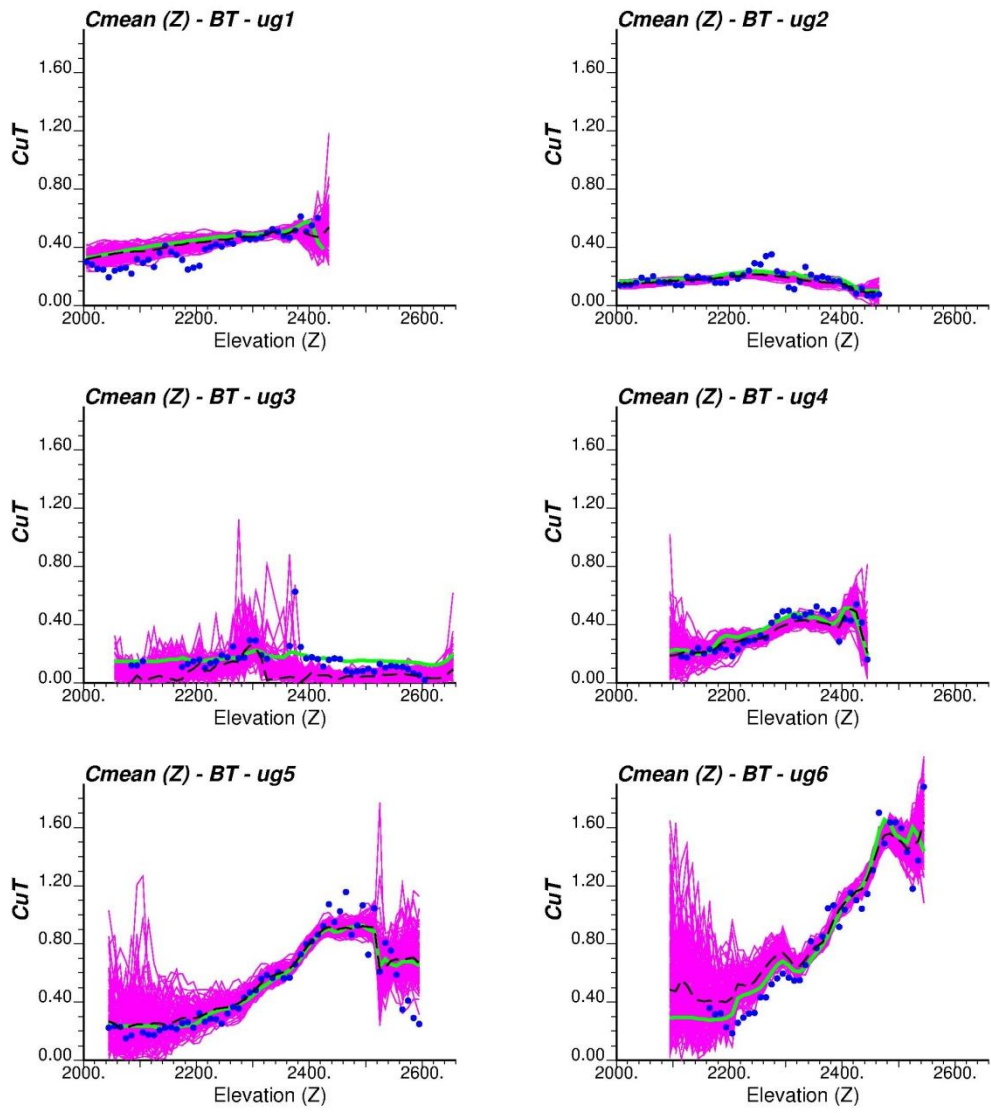 Cmean (Z) - BT - ug1
CuT
1.60
1.20
0.80
0.40
0.00
2000. 2200. 2400. 2600.
Elevation (Z)
Cmean (Z) - BT - ug2
CuT
1.60
1.20
0.80
0.40
0.00
2000. 2200. 2400. 2600.
Elevation (Z)
Cmean (Z) - BT - ug3
CuT
1.60
1.20
0.80
0.40
0.00
2000. 2200. 2400. 2600.
Elevation (Z)
Cmean (Z) - BT - ug4
CuT
1.60
1.20
0.80
0.40
0.00
2000. 2200. 2400. 2600.
Elevation (Z)
Cmean (Z) - BT - ug5
CuT
1.60
1.20
0.80
0.40
0.00
2000. 2200. 2400. 2600.
Elevation (Z)
Cmean (Z) - BT - ug6
CuT
1.60
1.20
0.80
0.40
0.00
2000. 2200. 2400. 2600.
Elevation (Z)